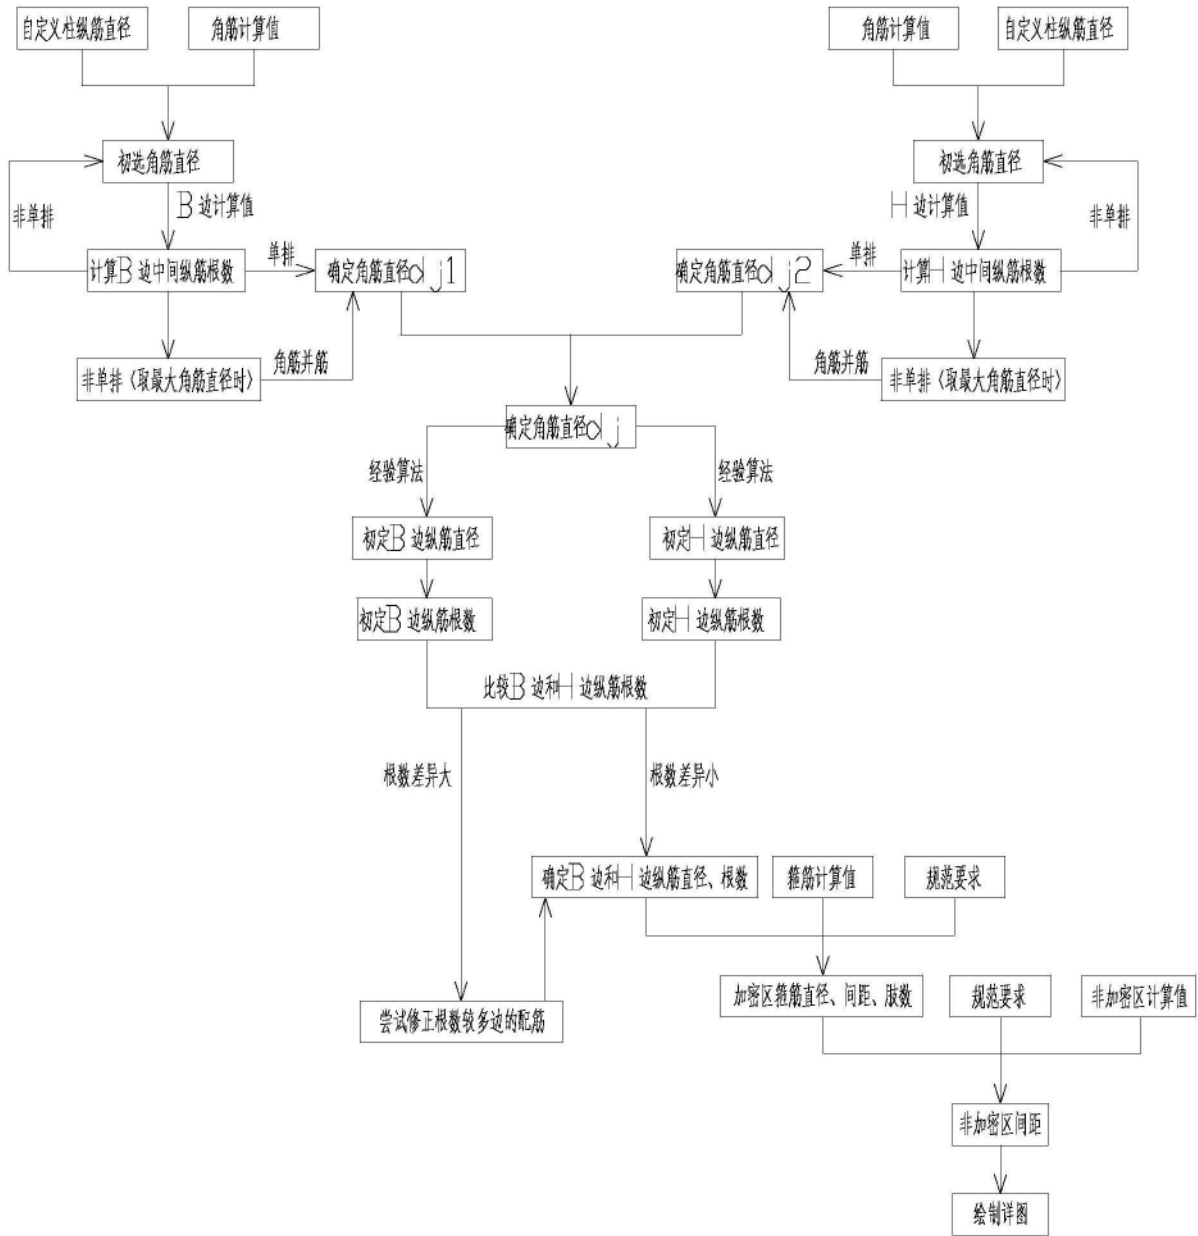 自定义柱纵筋直径
角筋计算值
角筋计算值
自定义柱纵筋直径
初选角筋直径
初选角筋直径
B 边计算值
H 边计算值
非单排
非单排
计算B 边中间纵筋根数
单排
确定角筋直径dj1
确定角筋直径dj2
单排
计算H 边中间纵筋根数
非单排〈取最大角筋直径时〉
角筋并筋
角筋并筋
非单排〈取最大角筋直径时〉
确定角筋直径dj
经验算法
经验算法
初定B 边纵筋直径
初定H 边纵筋直径
初定B 边纵筋根数
初定H 边纵筋根数
比较B 边和H 边纵筋根数
根数差异大
根数差异小
确定B 边和H 边纵筋直径、根数
箍筋计算值
规范要求
加密区箍筋直径、间距、肢数
规范要求
非加密区计算值
尝试修正根数较多边的配筋
非加密区间距
绘制详图